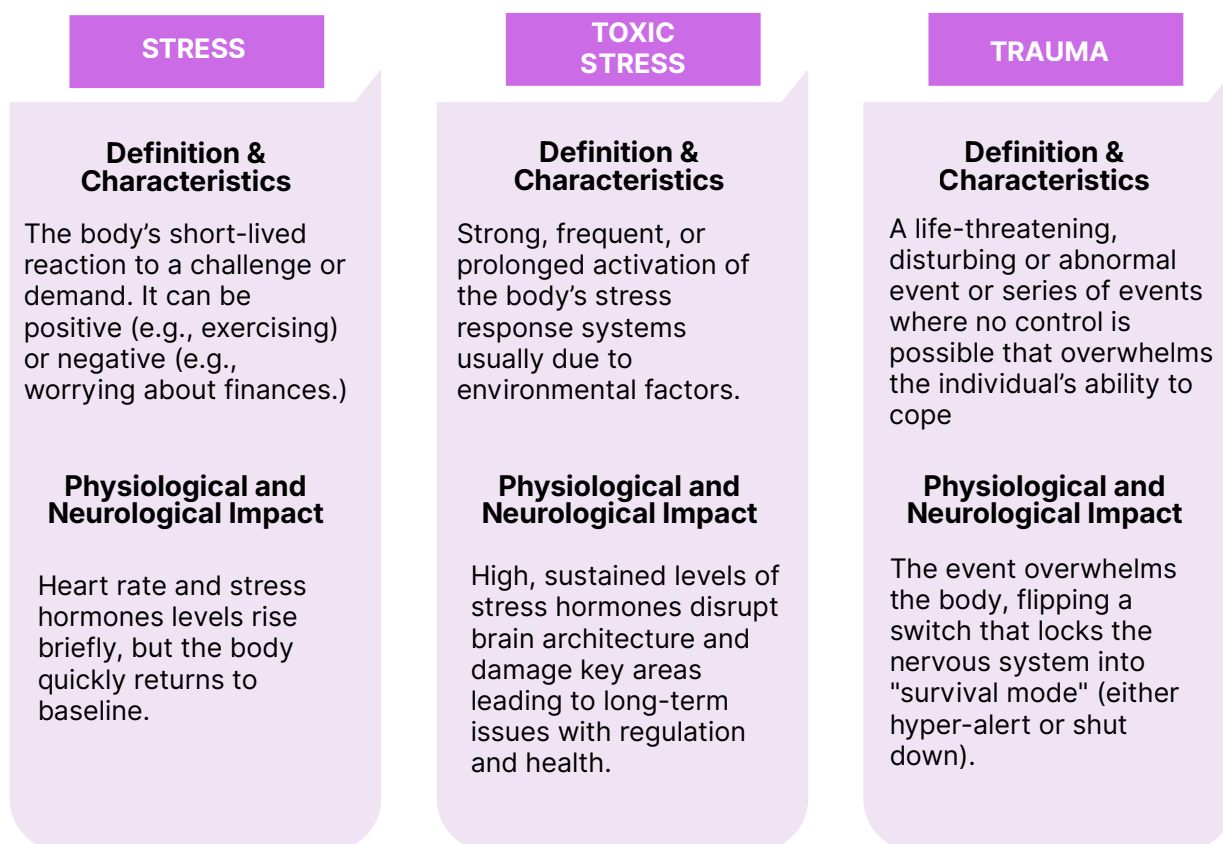 STRESS
Definition &
Characteristics
The body’s short-lived
reaction to a challenge or
demand. It can be
positive (e.g., exercising)
or negative (e.g.,
worrying about finances.)
Physiological and
Neurological Impact
Heart rate and stress
hormones levels rise
briefly, but the body
quickly returns to
baseline.
TOXIC
STRESS
Definition &
Characteristics
Strong, frequent, or
prolonged activation of
the body’s stress
response systems
usually due to
environmental factors.
Physiological and
Neurological Impact
High, sustained levels of
stress hormones disrupt
brain architecture and
damage key areas
leading to long-term
issues with regulation
and health.
TRAUMA
Definition &
Characteristics
A life-threatening,
disturbing or abnormal
event or series of events
where no control is
possible that overwhelms
the individual’s ability to
cope
Physiological and
Neurological Impact
The event overwhelms
the body, flipping a
switch that locks the
nervous system into
"survival mode" (either
hyper-alert or shut
down).